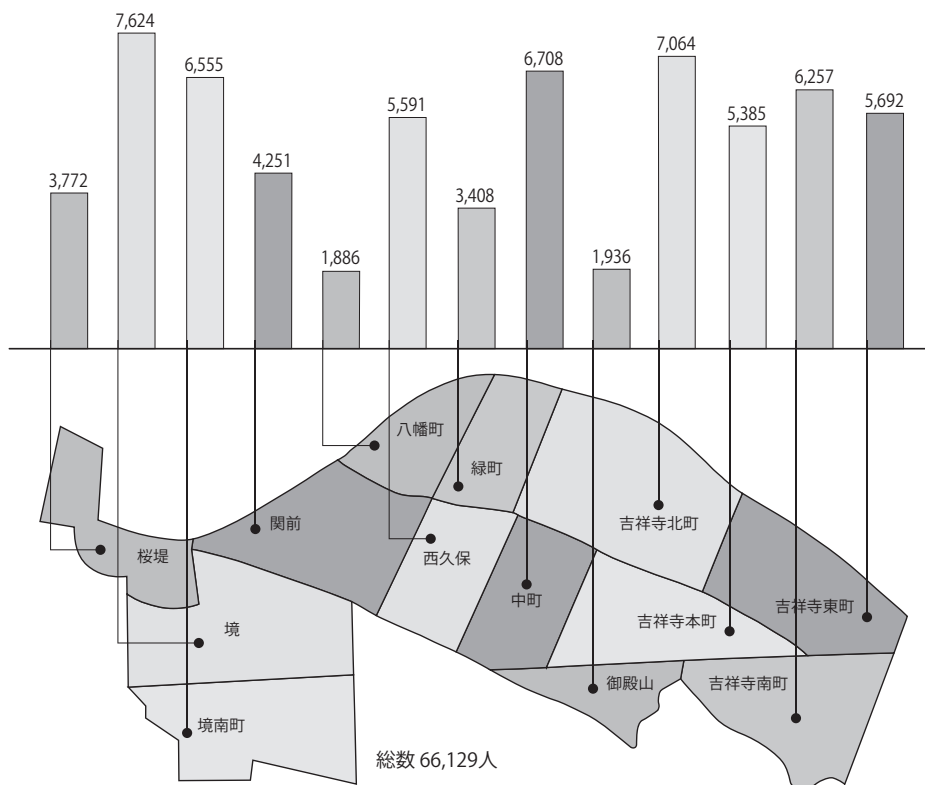 3,772
7,624
6,555
4,251
1,886
5,591
3,408
6,708
1,936
7,064
5,385
6,257
5,692
八幡町
緑町
関前
吉祥寺北町
桜堤
西久保
中町
吉祥寺東町
吉祥寺本町
境
御殿山
吉祥寺南町
境南町
総数 66,129人